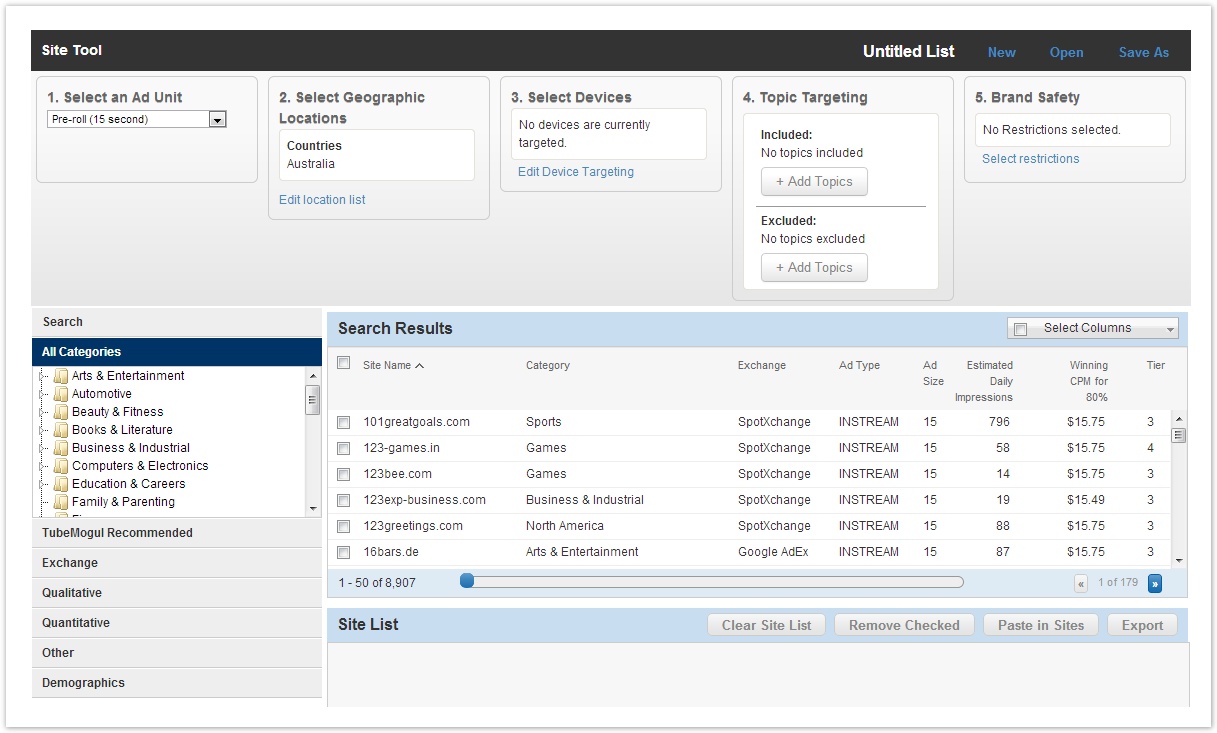 Site Tool
Untitled List New Open Save As
1. Select an Ad Unit
Pre-roll (15 second)
2. Select Geographic
Locations
Countries
Australia
Edit location list
3. Select Devices
No devices are currently
targeted.
Edit Device Targeting
4. Topic Targeting
Included:
No topics included
+ Add Topics
Excluded:
No topics excluded
+ Add Topics
5. Brand Safety
No Restrictions selected.
Select restrictions
Search
All Categories
Arts & Entertainment
Automotive
Beauty & Fitness
Books & Literature
Business & Industrial
Computers & Electronics
Education & Careers
Family & Parenting
TubeMogul Recommended
Exchange
Qualitative
Quantitative
Other
Demographics
Search Results Select Columns
Site Name Category Exchange Ad Type Ad Size Estimated Daily Impressions Winning CPM for 80% Tier
101greatgoals.com Sports SpotXchange INSTREAM 15 796 $15.75 3
123-games.in Games SpotXchange INSTREAM 15 58 $15.75 4
123bee.com Games SpotXchange INSTREAM 15 14 $15.75 3
123exp-business.com Business & Industrial SpotXchange INSTREAM 15 19 $15.49 3
123greetings.com North America SpotXchange INSTREAM 15 88 $15.75 3
16bars.de Arts & Entertainment Google AdEx INSTREAM 15 87 $15.75 3
1 - 50 of 8,907 « 1 of 179 »
Site List Clear Site List Remove Checked Paste in Sites Export